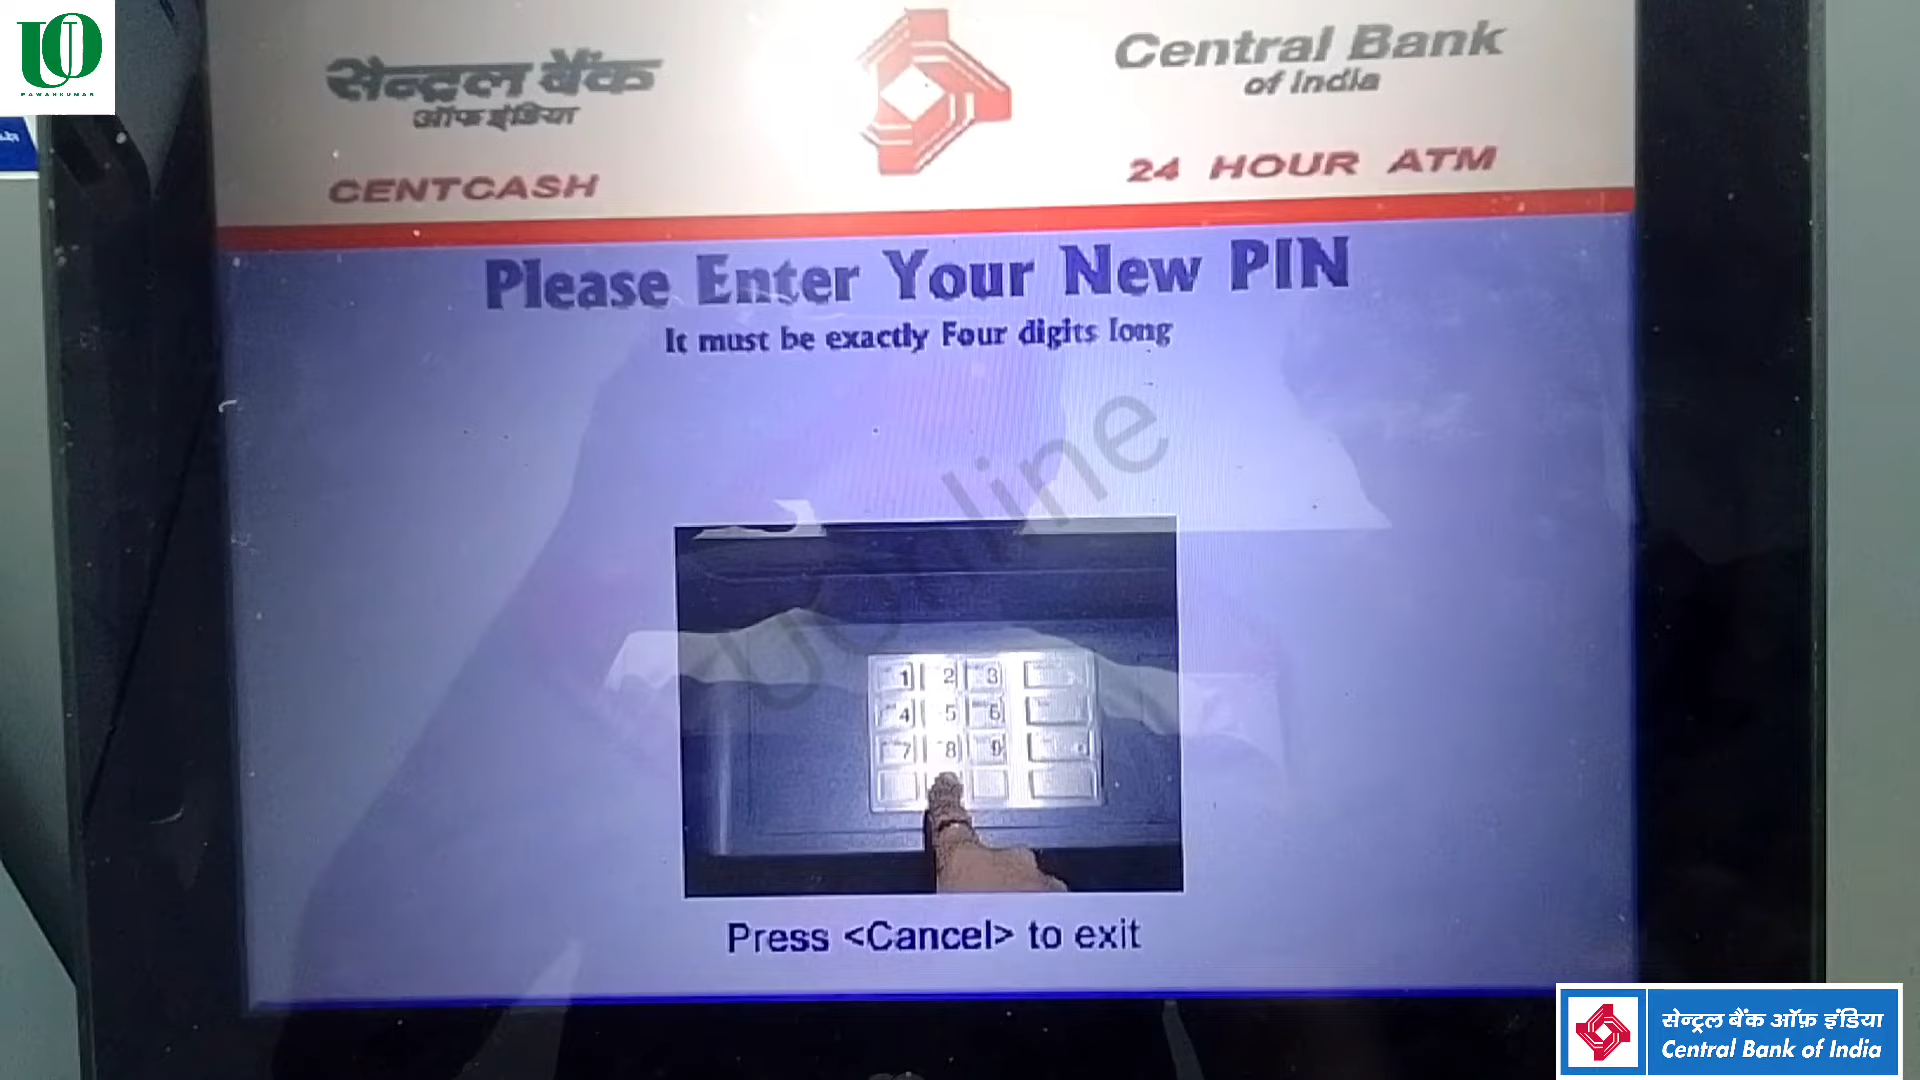 UO
PAWANKUMAR
सेन्ट्रल बैंक
ऑफ इंडिया
CENTCASH
Central Bank
of India
24 HOUR ATM
Please Enter Your New PIN
It must be exactly Four digits long
1 2 3
4 5 6
7 8 9
Press <Cancel> to exit
सेन्ट्रल बैंक ऑफ़ इंडिया
Central Bank of India